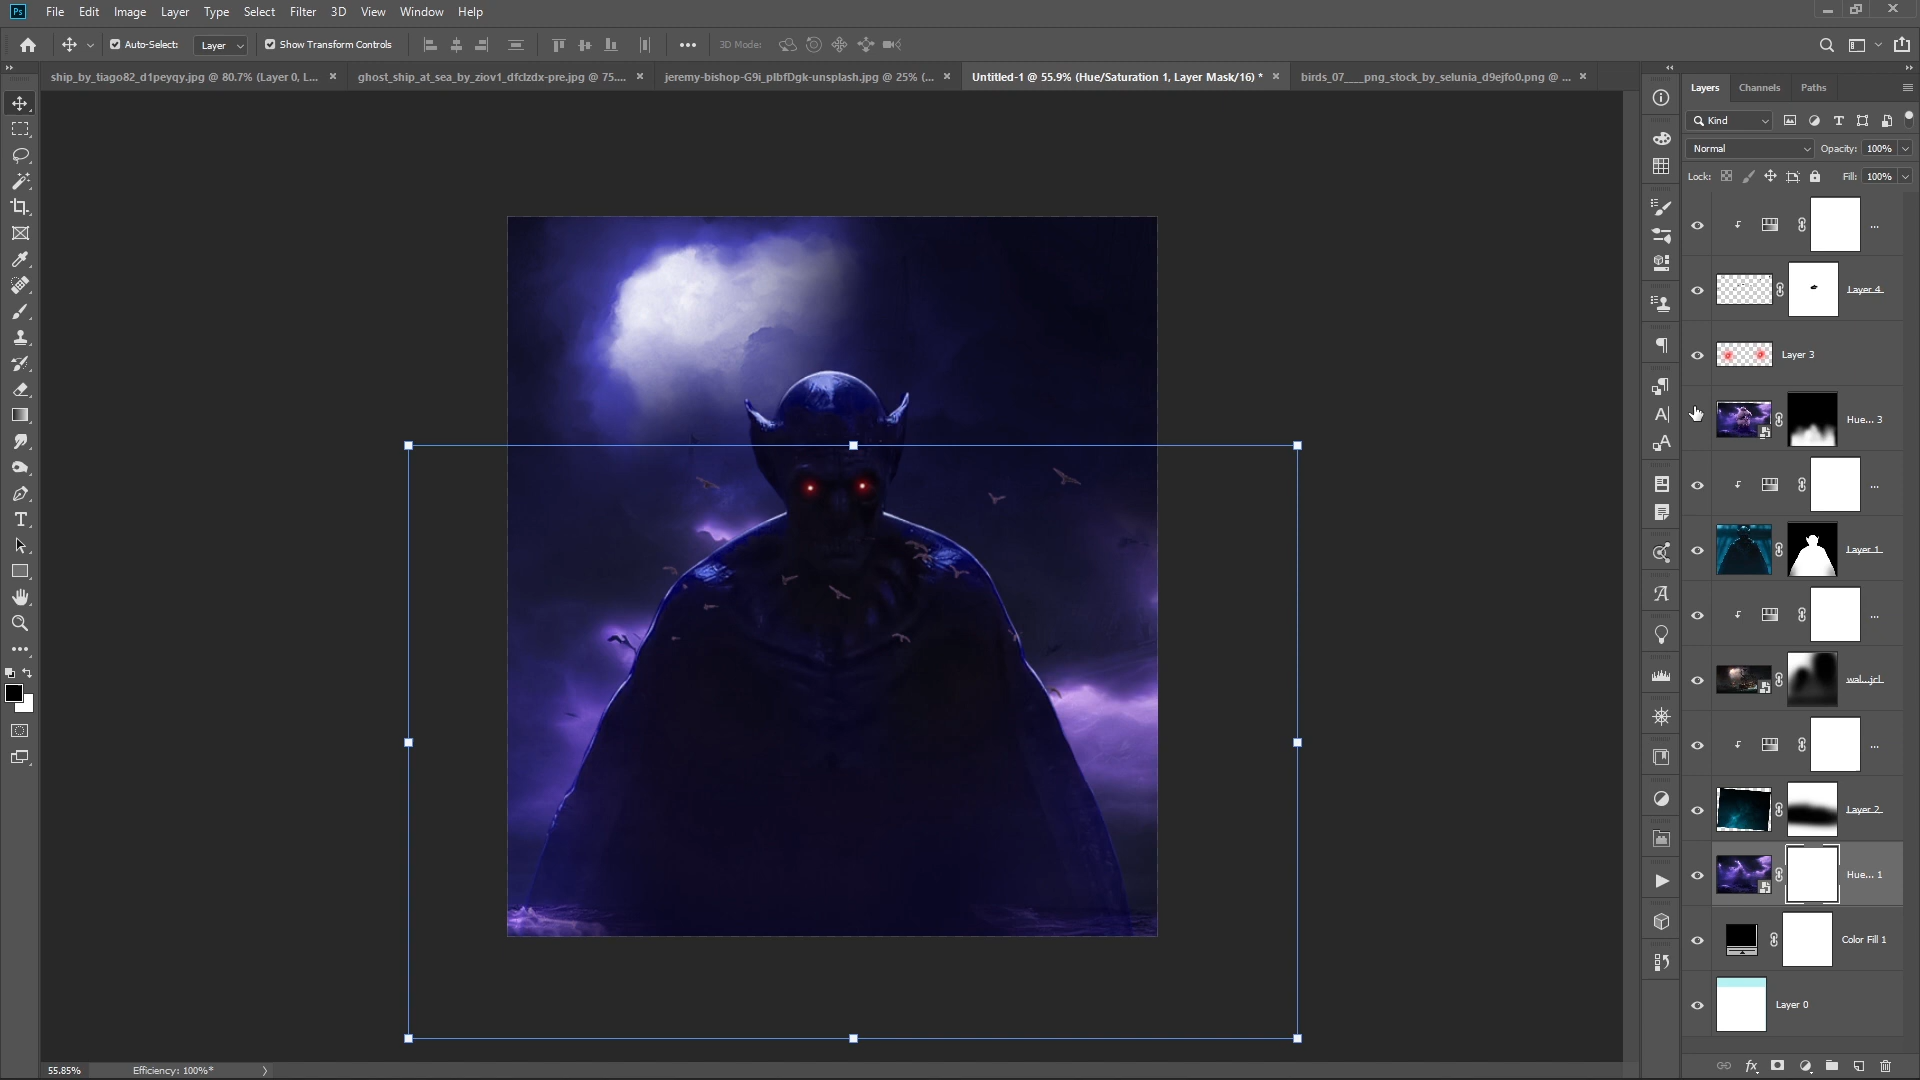 Ps File Edit Image Layer Type Select Filter 3D View Window Help
Auto-Select: Layer Show Transform Controls 3D Mode:
ship_by_tiago82_d1peyqy.jpg @ 80.7% (Layer 0, L... × ghost_ship_at_sea_by_ziov1_dfclzdx-pre.jpg @ 75.... × jeremy-bishop-G9i_plbfDgk-unsplash.jpg @ 25% (... × Untitled-1 @ 55.9% (Hue/Saturation 1, Layer Mask/16) * × birds_07____png_stock_by_selunia_d9ejfo0.png @ ... ×
Layers Channels Paths
Kind
Normal Opacity: 100%
Lock: Fill: 100%
...
Layer 4
Layer 3
Hue... 3
...
Layer 1
...
wal...jcl
...
Layer 2
Hue... 1
Color Fill 1
Layer 0
55.85% Efficiency: 100%*